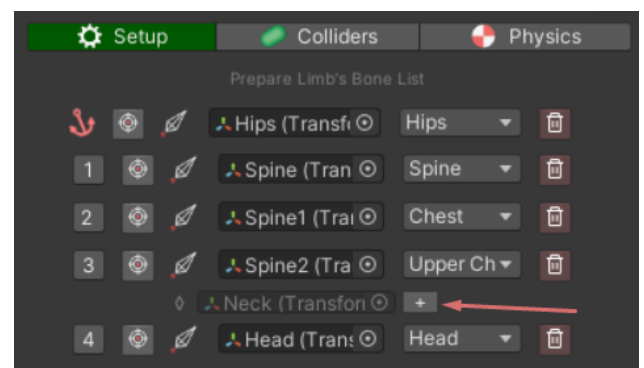 Setup Colliders Physics
Prepare Limb's Bone List
Hips (Transf Hips
1 Spine (Tran Spine
2 Spine1 (Tra Chest
3 Spine2 (Tra Upper Ch
Neck (Transfor +
4 Head (Trans Head